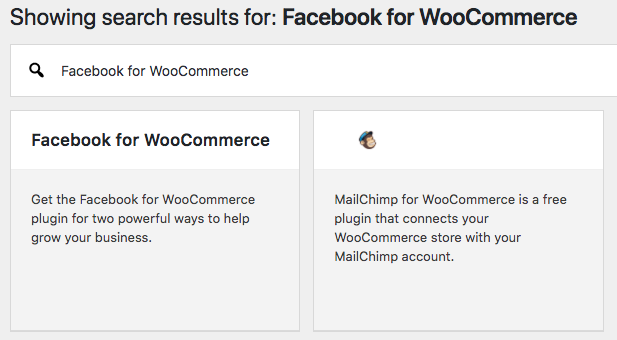 Showing search results for: Facebook for WooCommerce
Facebook for WooCommerce
Facebook for WooCommerce
Get the Facebook for WooCommerce
plugin for two powerful ways to help
grow your business.
MailChimp for WooCommerce is a free
plugin that connects your
WooCommerce store with your
MailChimp account.